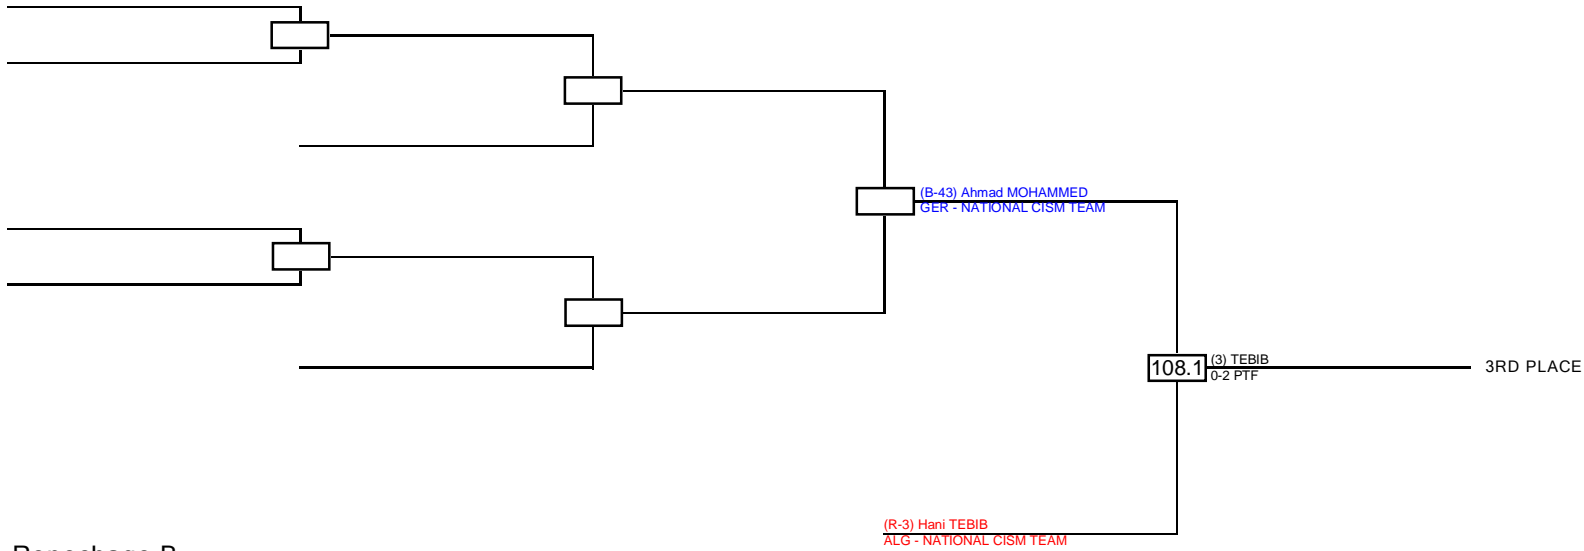 (B-43) Ahmad MOHAMMED
GER - NATIONAL CISM TEAM
108.1
(3) TEBIB
0-2 PTF
3RD PLACE
(R-3) Hani TEBIB
ALG - NATIONAL CISM TEAM
Repechage B